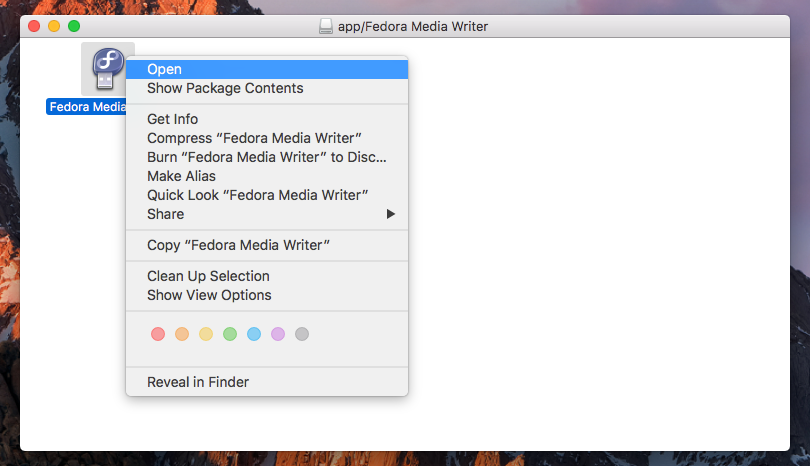 app/Fedora Media Writer
Fedora Media
Open
Show Package Contents
Get Info
Compress “Fedora Media Writer”
Burn “Fedora Media Writer” to Disc...
Make Alias
Quick Look “Fedora Media Writer”
Share
Copy “Fedora Media Writer”
Clean Up Selection
Show View Options
Reveal in Finder